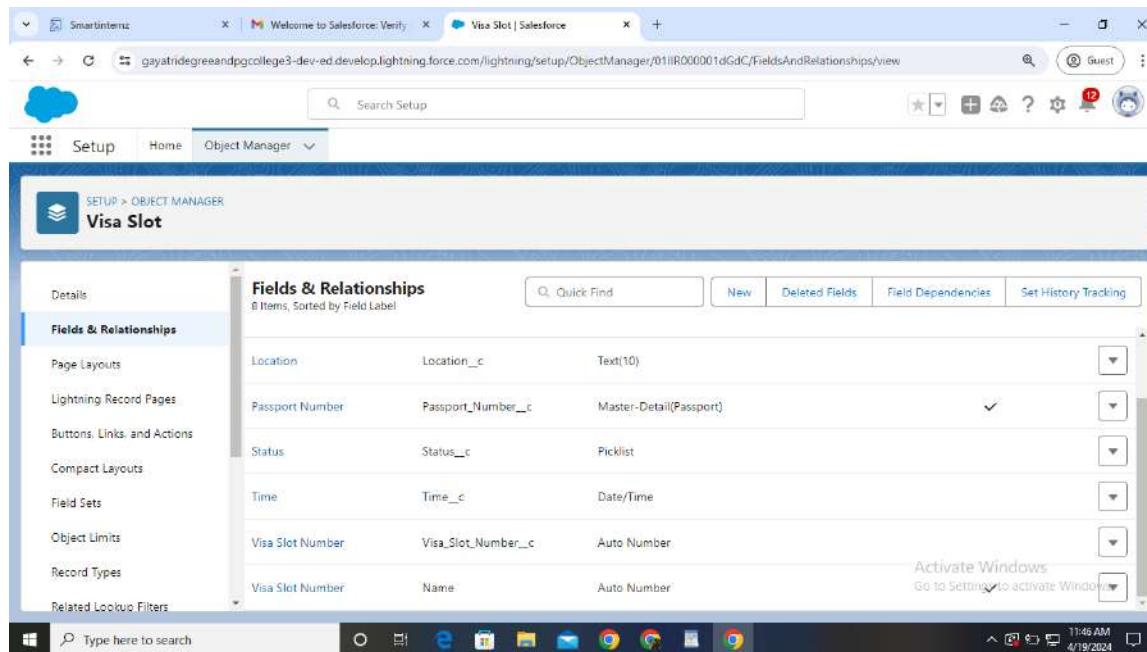 Smartinternz
Welcome to Salesforce: Verify
Visa Slot | Salesforce
gayatridegreeandpgcollege3-dev-ed.develop.lightning.force.com/lightning/setup/ObjectManager/01IIR000001dGdC/FieldsAndRelationships/view
Guest
Search Setup
12
Setup
Home
Object Manager
SETUP > OBJECT MANAGER
Visa Slot
Details
Fields & Relationships
Page Layouts
Lightning Record Pages
Buttons, Links, and Actions
Compact Layouts
Field Sets
Object Limits
Record Types
Related Lookup Filters
Fields & Relationships
8 Items, Sorted by Field Label
Quick Find
New
Deleted Fields
Field Dependencies
Set History Tracking
Location Location__c Text(10)
Passport Number Passport_Number__c Master-Detail(Passport)
Status Status__c Picklist
Time Time__c Date/Time
Visa Slot Number Visa_Slot_Number__c Auto Number
Visa Slot Number Name Auto Number
Activate Windows
Go to Settings to activate Windows
Type here to search
11:46 AM
4/19/2024